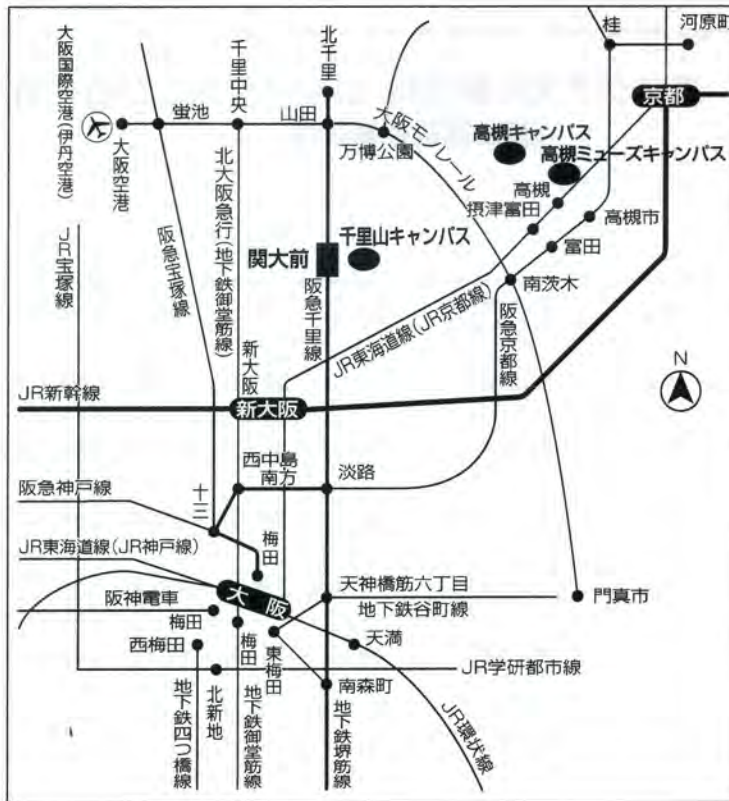 大阪国際空港(伊丹空港)
千里中央
北千里
桂
河原町
京都
蛍池
山田
大阪モノレール
万博公園
高槻キャンパス
高槻ミューズキャンパス
大阪空港
高槻
摂津富田
高槻市
富田
南茨木
JR宝塚線
阪急宝塚線
北大阪急行(地下鉄御堂筋線)
関大前
千里山キャンパス
阪急千里線
JR東海道線(JR京都線)
阪急京都線
新大阪
N
JR新幹線
新大阪
西中島
南方
淡路
阪急神戸線
十三
梅田
JR東海道線(JR神戸線)
大阪
天神橋筋六丁目
地下鉄谷町線
門真市
阪神電車
梅田
西梅田
梅田
東梅田
天満
JR学研都市線
南森町
北新地
地下鉄四つ橋線
地下鉄御堂筋線
地下鉄堺筋線
JR環状線